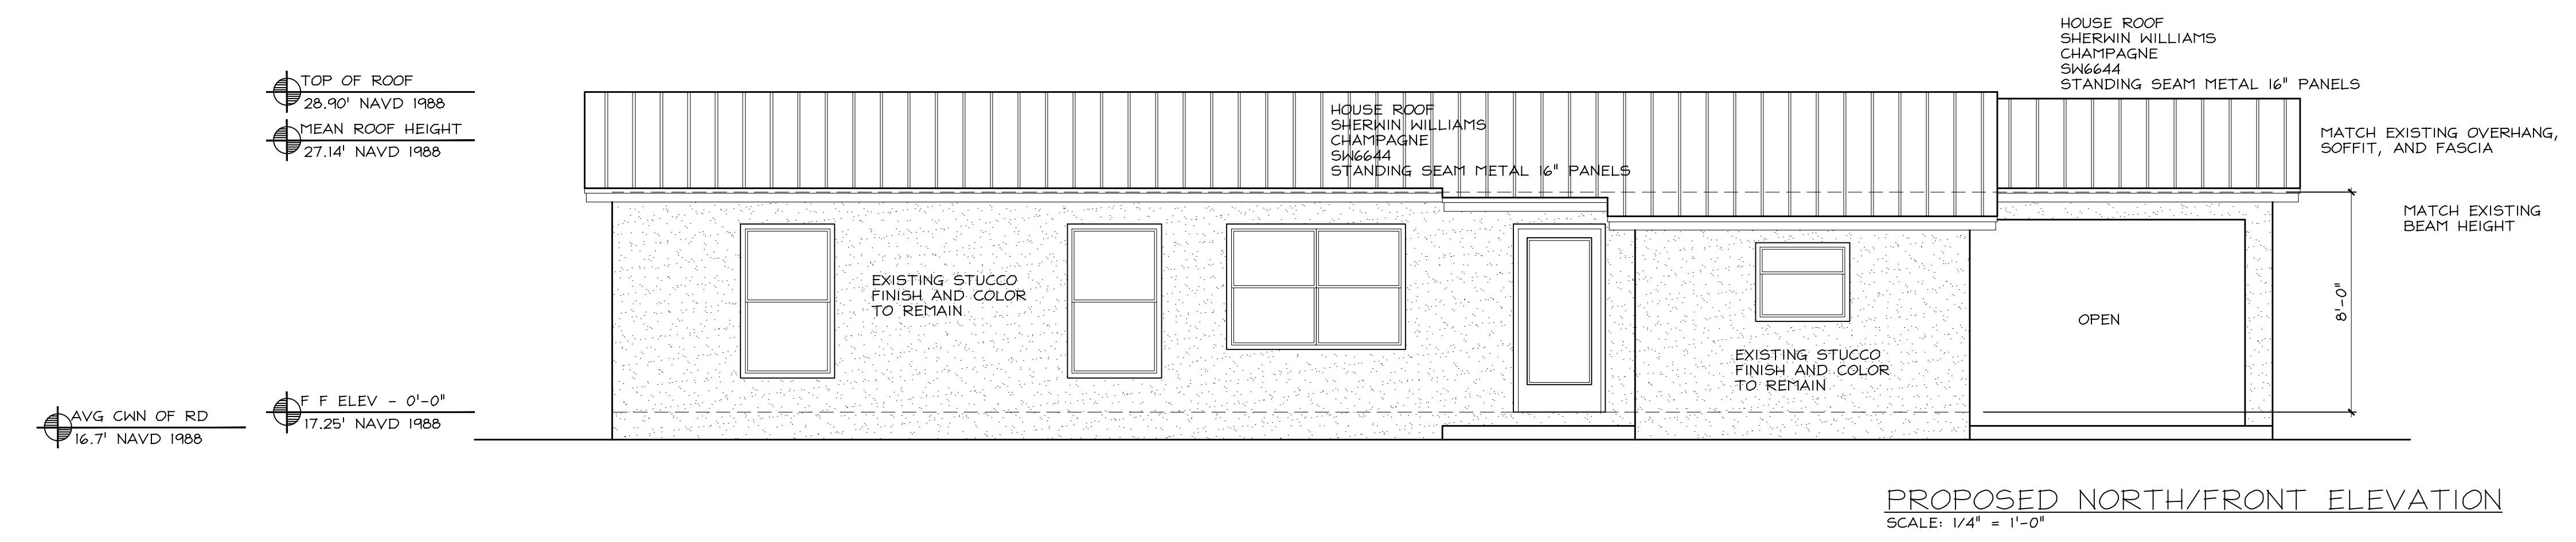 HOUSE ROOF
SHERWIN WILLIAMS
CHAMPAGNE
SW6644
STANDING SEAM METAL 16" PANELS
TOP OF ROOF
28.90' NAVD 1988
MEAN ROOF HEIGHT
27.14' NAVD 1988
HOUSE ROOF
SHERWIN WILLIAMS
CHAMPAGNE
SW6644
STANDING SEAM METAL 16" PANELS
MATCH EXISTING OVERHANG,
SOFFIT, AND FASCIA
MATCH EXISTING
BEAM HEIGHT
EXISTING STUCCO
FINISH AND COLOR
TO REMAIN
8'-0"
OPEN
EXISTING STUCCO
FINISH AND COLOR
TO REMAIN
F F ELEV - 0'-0"
17.25' NAVD 1988
AVG CWN OF RD
16.7' NAVD 1988
PROPOSED NORTH/FRONT ELEVATION
SCALE: 1/4" = 1'-0"